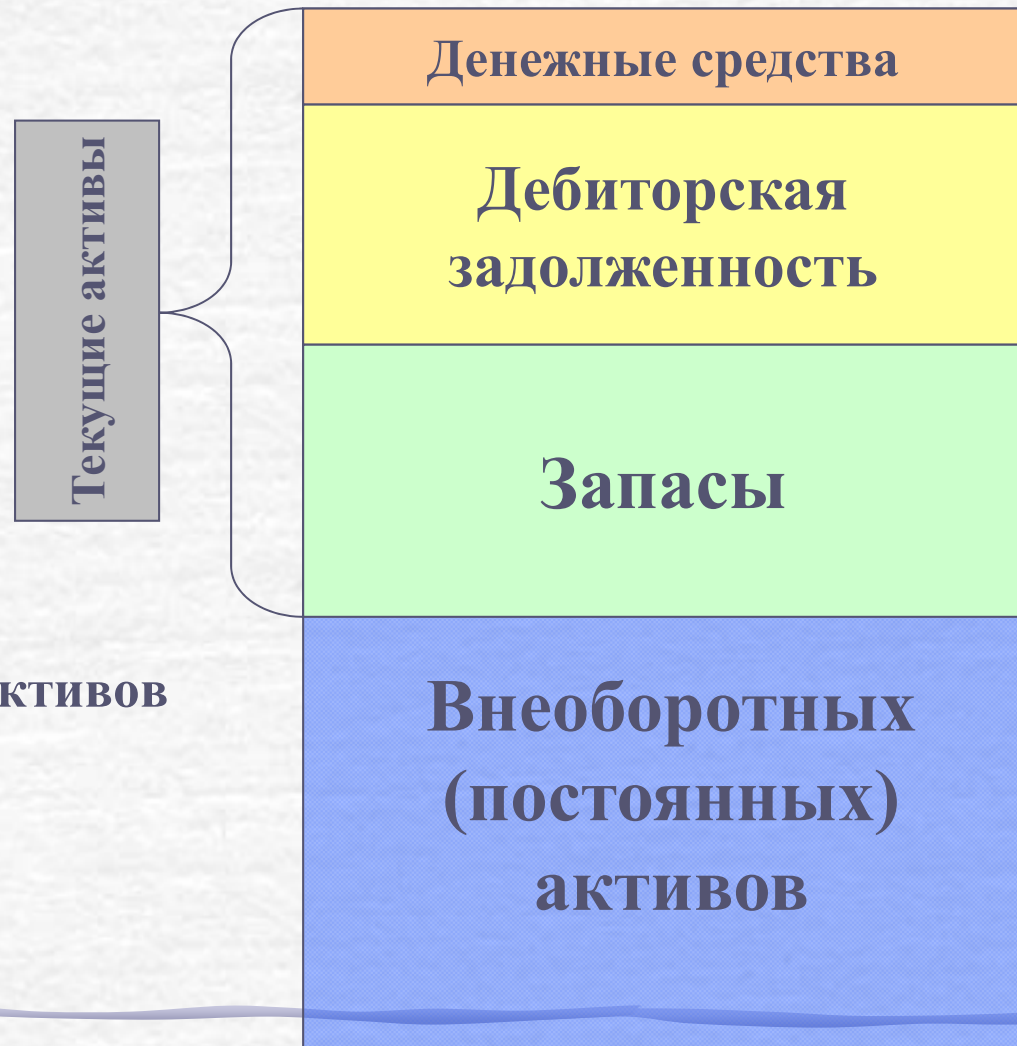 Денежные средства
Дебиторская
задолженность
Текущие активы
Запасы
Внеоборотных
(постоянных)
активов
ктивов